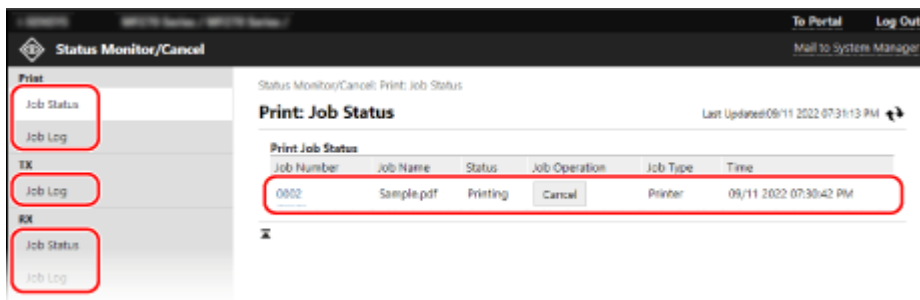 To Portal Log Out
Status Monitor/Cancel
Mail to System Manager
Print
Job Status
Job Log
TX
Job Log
RX
Job Status
Job Log
Status Monitor/Cancel: Print: Job Status
Print: Job Status
Last Updated:09/11 2022 07:31:13 PM
Print Job Status
Job Number Job Name Status Job Operation Job Type Time
0802 Sample.pdf Printing Cancel Printer 09/11 2022 07:30:42 PM